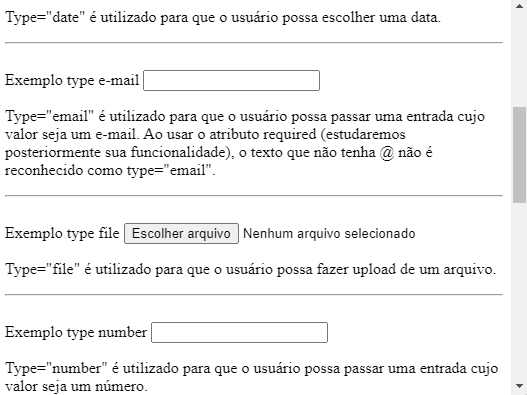 Type="date" é utilizado para que o usuário possa escolher uma data.
Exemplo type e-mail
Type="email" é utilizado para que o usuário possa passar uma entrada cujo
valor seja um e-mail. Ao usar o atributo required (estudaremos
posteriormente sua funcionalidade), o texto que não tenha @ não é
reconhecido como type="email".
Exemplo type file Escolher arquivo Nenhum arquivo selecionado
Type="file" é utilizado para que o usuário possa fazer upload de um arquivo.
Exemplo type number
Type="number" é utilizado para que o usuário possa passar uma entrada cujo
valor seja um número.